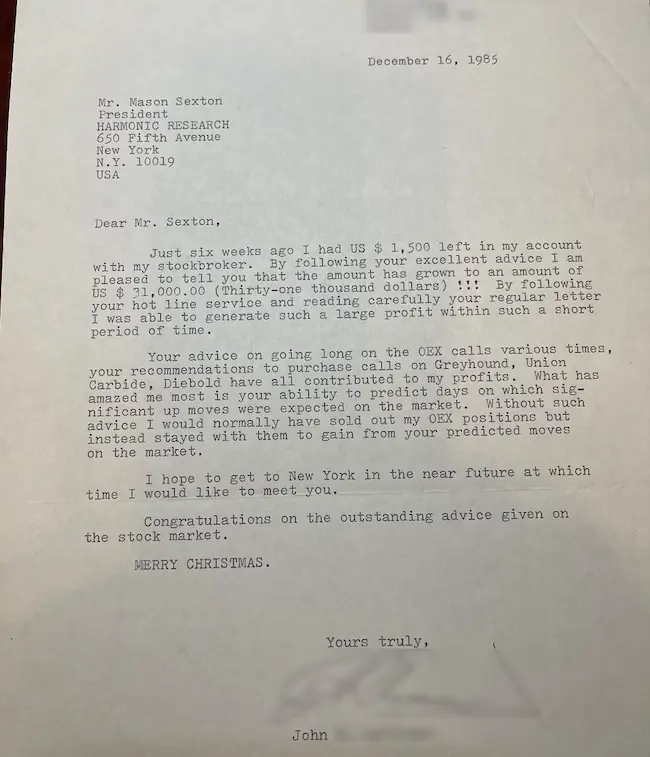 December 16, 1985
Mr. Mason Sexton
President
HARMONIC RESEARCH
650 Fifth Avenue
New York
N.Y. 10019
USA
Dear Mr. Sexton,
Just six weeks ago I had US $ 1,500 left in my account
with my stockbroker. By following your excellent advice I am
pleased to tell you that the amount has grown to an amount of
US $ 31,000.00 (Thirty-one thousand dollars) !!! By following
your hot line service and reading carefully your regular letter
I was able to generate such a large profit within such a short
period of time.
Your advice on going long on the OEX calls various times,
your recommendations to purchase calls on Greyhound, Union
Carbide, Diebold have all contributed to my profits. What has
amazed me most is your ability to predict days on which sig-
nificant up moves were expected on the market. Without such
advice I would normally have sold out my OEX positions but
instead stayed with them to gain from your predicted moves
on the market.
I hope to get to New York in the near future at which
time I would like to meet you.
Congratulations on the outstanding advice given on
the stock market.
MERRY CHRISTMAS.
Yours truly,
John